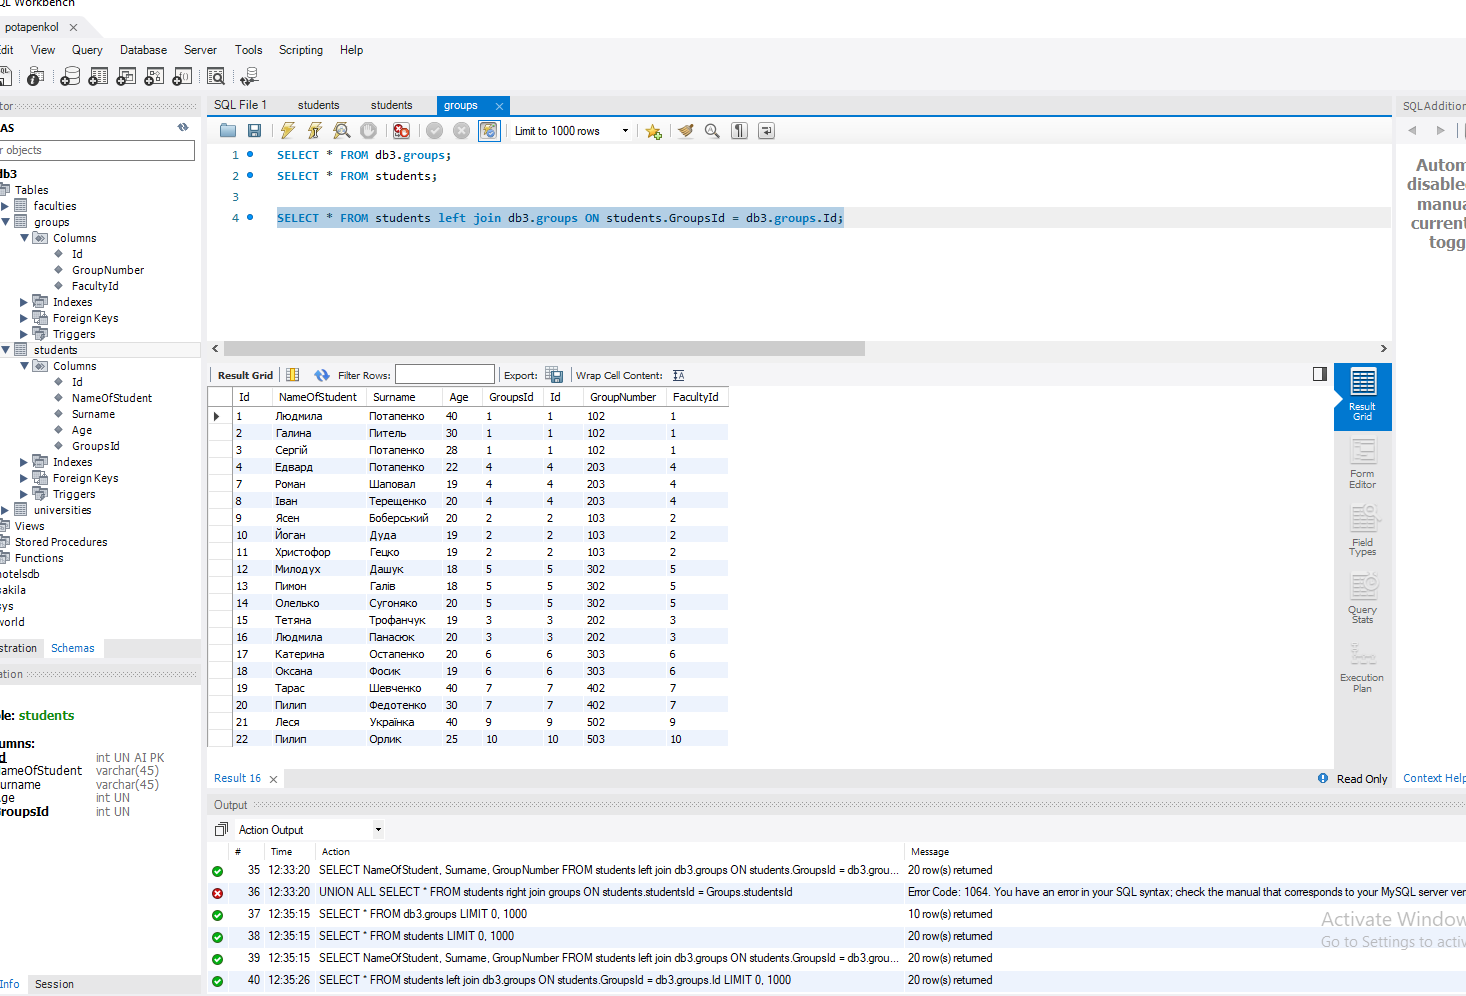 QL Workbench
potapenkol
dit View Query Database Server Tools Scripting Help
tor
SQL File 1 students students groups
SQLAddition
AS
r objects
Limit to 1000 rows
db3
Tables
faculties
groups
Columns
Id
GroupNumber
FacultyId
Indexes
Foreign Keys
Triggers
students
Columns
Id
NameOfStudent
Surname
Age
GroupsId
Indexes
Foreign Keys
Triggers
universities
Views
Stored Procedures
Functions
hotelsdb
sakila
sys
world
stration Schemas
ation
le: students
umns:
d int UN AI PK
ameOfStudent varchar(45)
urname varchar(45)
ge int UN
GroupsId int UN
Info Session
1 SELECT * FROM db3.groups;
2 SELECT * FROM students;
3
4 SELECT * FROM students left join db3.groups ON students.GroupsId = db3.groups.Id;
Autom
disable
manua
current
togg
Result Grid Filter Rows: Export: Wrap Cell Content:
Id NameOfStudent Surname Age GroupsId Id GroupNumber FacultyId
1 Людмила Потапенко 40 1 1 102 1
2 Галина Питель 30 1 1 102 1
3 Сергій Потапенко 28 1 1 102 1
4 Едвард Потапенко 22 4 4 203 4
7 Роман Шаповал 19 4 4 203 4
8 Іван Терещенко 20 4 4 203 4
9 Ясен Боберський 20 2 2 103 2
10 Йоган Дуда 19 2 2 103 2
11 Христофор Гецко 19 2 2 103 2
12 Милодух Дашук 18 5 5 302 5
13 Пимон Галів 18 5 5 302 5
14 Олелько Сугоняко 20 5 5 302 5
15 Тетяна Трофанчук 19 3 3 202 3
16 Людмила Панасюк 20 3 3 202 3
17 Катерина Остапенко 20 6 6 303 6
18 Оксана Фосик 19 6 6 303 6
19 Тарас Шевченко 40 7 7 402 7
20 Пилип Федотенко 30 7 7 402 7
21 Леся Українка 40 9 9 502 9
22 Пилип Орлик 25 10 10 503 10
Result
Grid
Form
Editor
Field
Types
Query
Stats
Execution
Plan
Result 16 Read Only Context Help
Output
Action Output
# Time Action Message
35 12:33:20 SELECT NameOfStudent, Surname, GroupNumber FROM students left join db3.groups ON students.GroupsId = db3.grou... 20 row(s) returned
36 12:33:20 UNION ALL SELECT * FROM students right join groups ON students.studentsId = Groups.studentsId Error Code: 1064. You have an error in your SQL syntax; check the manual that corresponds to your MySQL server ver
37 12:35:15 SELECT * FROM db3.groups LIMIT 0, 1000 10 row(s) returned
38 12:35:15 SELECT * FROM students LIMIT 0, 1000 20 row(s) returned
39 12:35:15 SELECT NameOfStudent, Surname, GroupNumber FROM students left join db3.groups ON students.GroupsId = db3.grou... 20 row(s) returned
40 12:35:26 SELECT * FROM students left join db3.groups ON students.GroupsId = db3.groups.Id LIMIT 0, 1000 20 row(s) returned
Activate Window
Go to Settings to activ